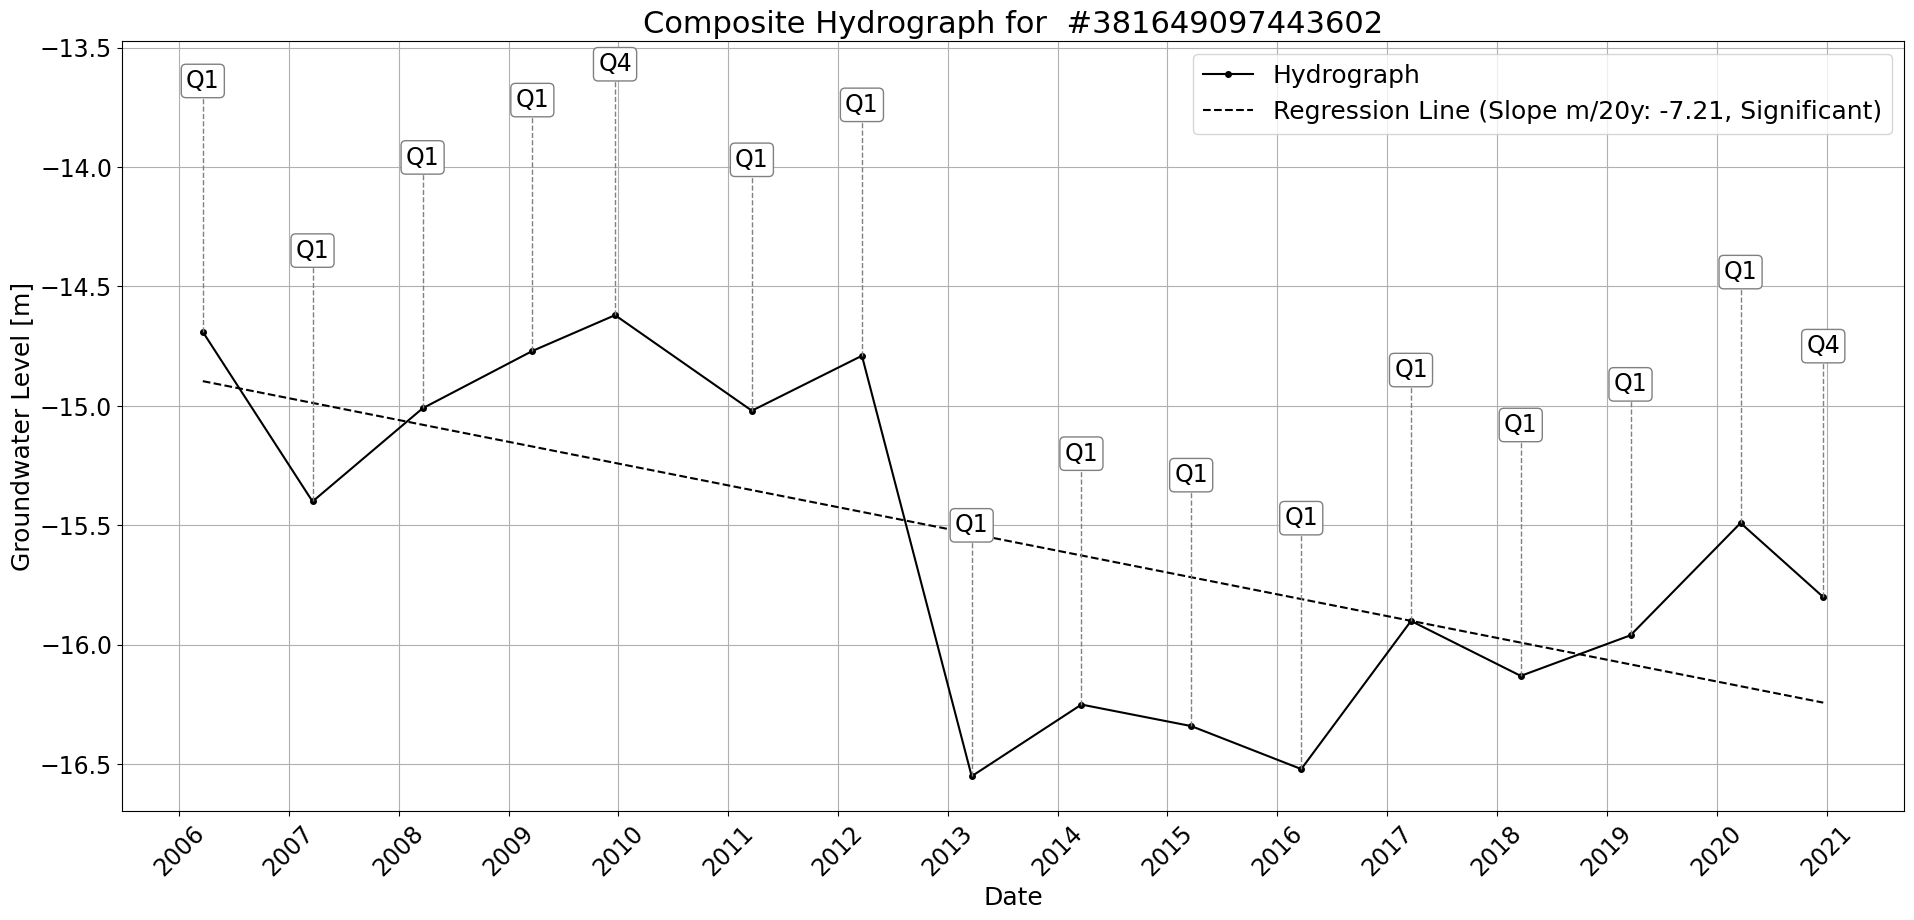 Composite Hydrograph for  #381649097443602
Hydrograph
Regression Line (Slope m/20y: -7.21, Significant)
Groundwater Level [m]
−13.5
−14.0
−14.5
−15.0
−15.5
−16.0
−16.5
Q1
Q1
Q1
Q1
Q4
Q1
Q1
Q1
Q1
Q1
Q1
Q1
Q1
Q1
Q1
Q4
2006
2007
2008
2009
2010
2011
2012
2013
2014
2015
2016
2017
2018
2019
2020
2021
Date